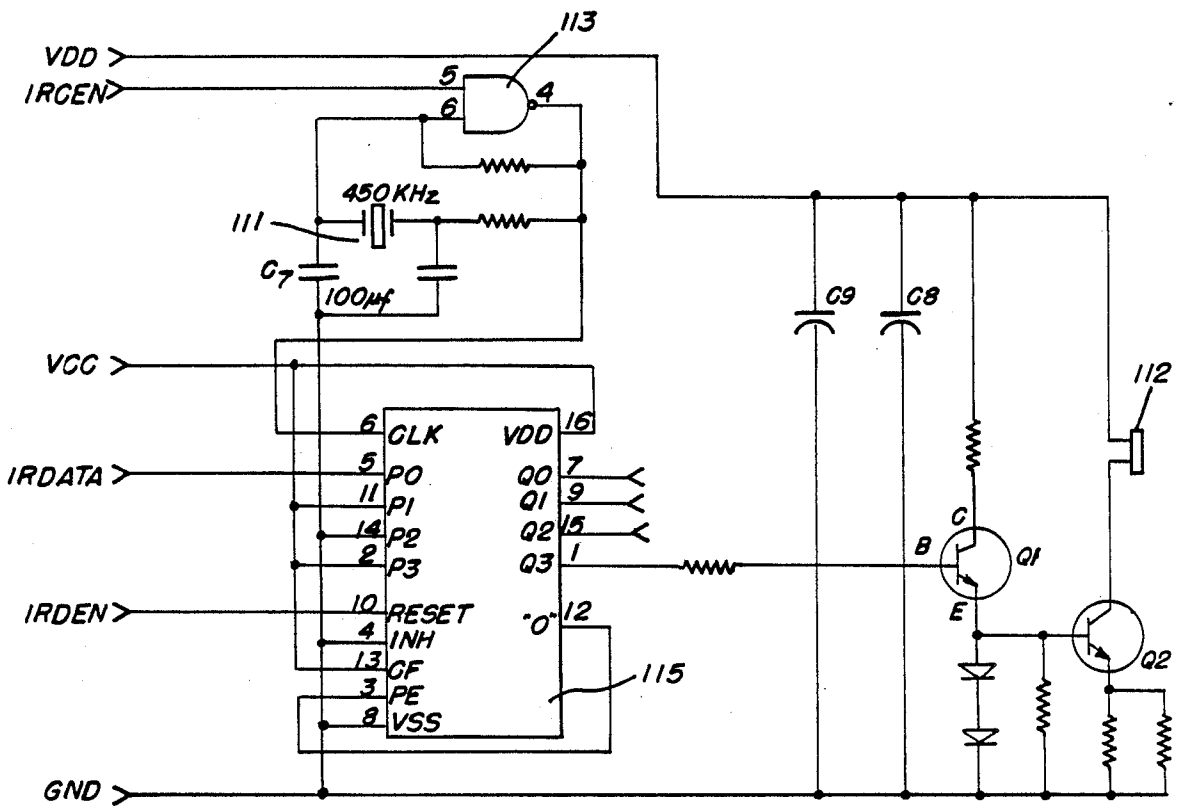 113
VDD
IRCEN
5
4
6
450 KHz
111
C7
100µf
C9
C8
VCC
112
6 CLK
VDD 16
IRDATA
5 P0
Q0 7
11 P1
Q1 9
14 P2
Q2 15
2 P3
Q3 1
C
B
Q1
E
IRDEN
10 RESET
"O" 12
4 INH
13 CF
Q2
3 PE
115
8 VSS
GND